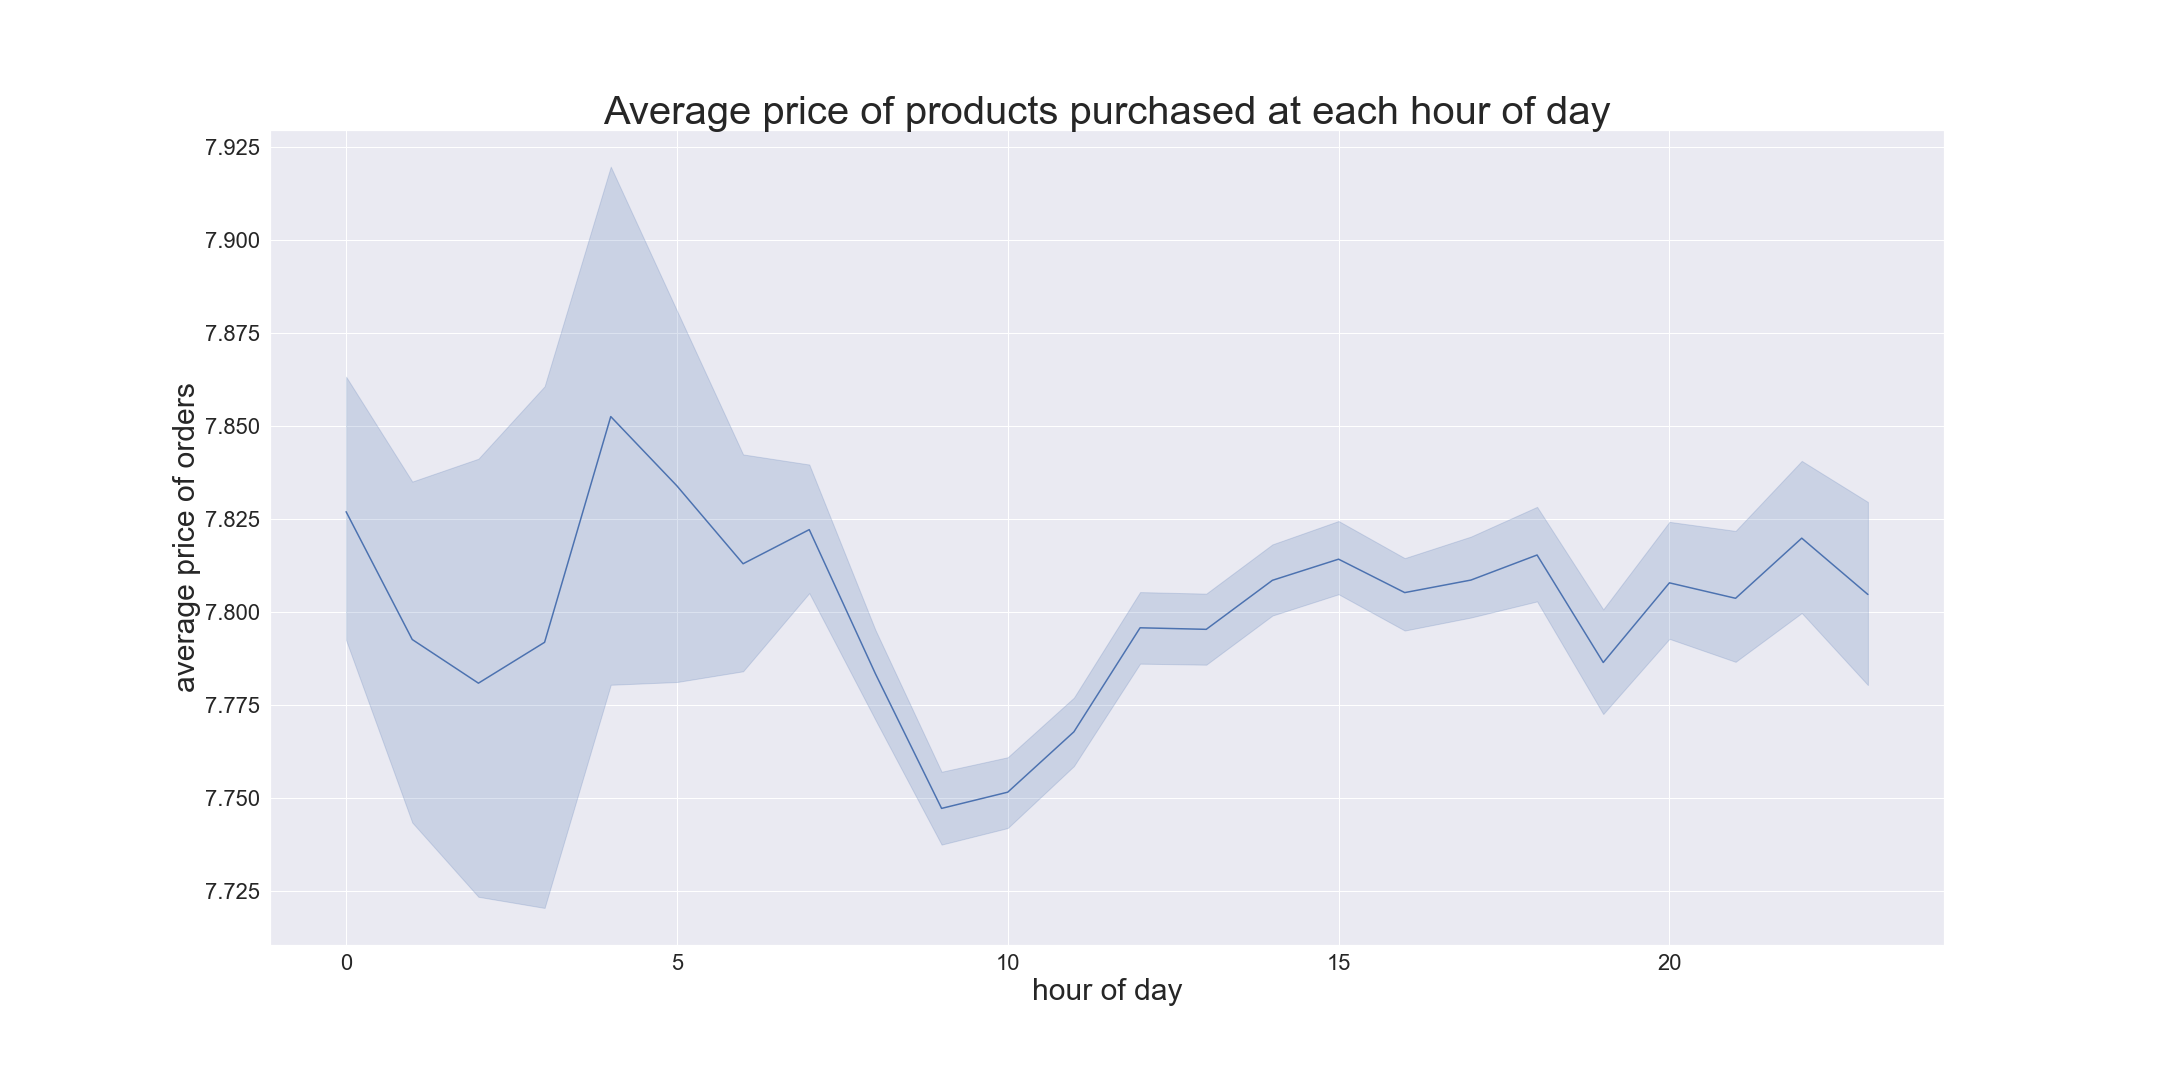 Average price of products purchased at each hour of day
7.925
7.900
7.875
7.850
7.825
7.800
7.775
7.750
7.725
average price of orders
0 5 10 15 20
hour of day